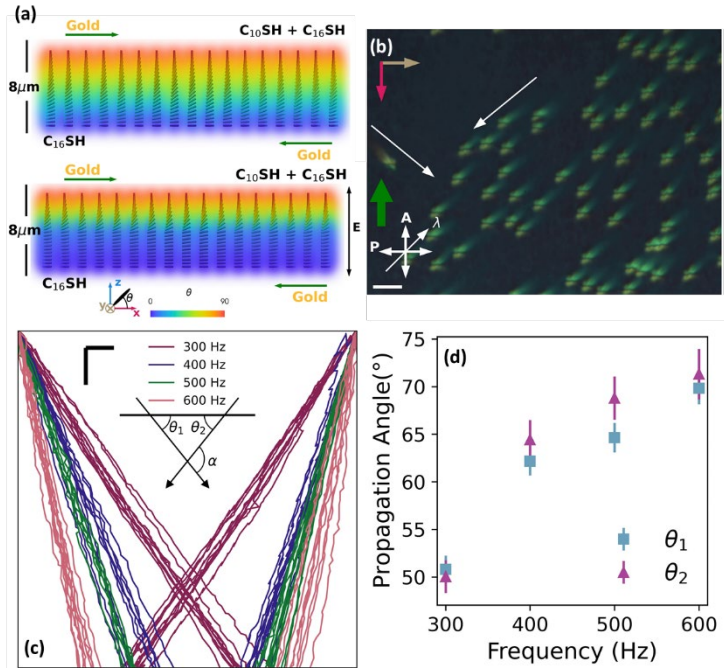 (a)
Gold
C₁₀SH + C₁₆SH
8μm
C₁₆SH
Gold
Gold
C₁₀SH + C₁₆SH
8μm
E
C₁₆SH
Gold
z
y
x
θ
0 θ 90
(b)
A
P
λ
300 Hz
400 Hz
500 Hz
600 Hz
θ₁ θ₂
α
(c)
(d)
Propagation Angle(°)
75
70
65
60
55
50
θ₁
θ₂
300 400 500 600
Frequency (Hz)